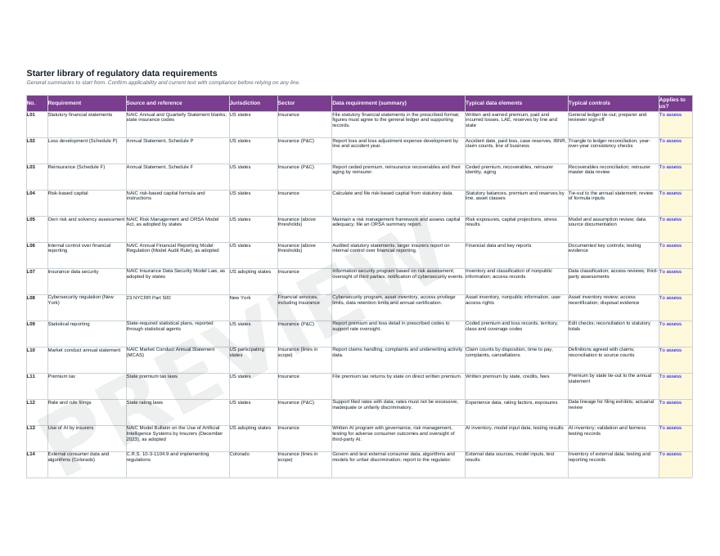 Starter library of regulatory data requirements
General summaries to start from. Confirm applicability and current text with compliance before relying on any line.
No. Requirement Source and reference Jurisdiction Sector Data requirement (summary) Typical data elements Typical controls Applies to us?
L01 Statutory financial statements NAIC Annual and Quarterly Statement blanks; state insurance codes US states Insurance File statutory financial statements in the prescribed format; figures must agree to the general ledger and supporting records. Written and earned premium, paid and incurred losses, LAE, reserves by line and state General ledger tie-out; preparer and reviewer sign-off To assess
L02 Loss development (Schedule P) Annual Statement, Schedule P US states Insurance (P&C) Report loss and loss adjustment expense development by line and accident year. Accident date, paid loss, case reserves, IBNR, claim counts, line of business Triangle to ledger reconciliation, year-over-year consistency checks To assess
L03 Reinsurance (Schedule F) Annual Statement, Schedule F US states Insurance (P&C) Report ceded premium, reinsurance recoverables and their aging by reinsurer. Ceded premium, recoverables, reinsurer identity, aging Recoverables reconciliation; reinsurer master data review To assess
L04 Risk-based capital NAIC risk-based capital formula and instructions US states Insurance Calculate and file risk-based capital from statutory data. Statutory balances, premium and reserves by line, asset classes Tie-out to the annual statement; review of formula inputs To assess
L05 Own risk and solvency assessment NAIC Risk Management and ORSA Model Act, as adopted by states US states Insurance (above thresholds) Maintain a risk management framework and assess capital adequacy; file an ORSA summary report. Risk exposures, capital projections, stress results Model and assumption review; data source documentation To assess
L06 Internal control over financial reporting NAIC Annual Financial Reporting Model Regulation (Model Audit Rule), as adopted US states Insurance (above thresholds) Audited statutory statements; larger insurers report on internal control over financial reporting. Financial data and key reports Documented key controls; testing evidence To assess
L07 Insurance data security NAIC Insurance Data Security Model Law, as adopted by states US adopting states Insurance Information security program based on risk assessment; oversight of third parties; notification of cybersecurity events. Inventory and classification of nonpublic information; access records. Data classification; access reviews; third-party assessments To assess
L08 Cybersecurity regulation (New York) 23 NYCRR Part 500 New York Financial services, including insurance Cybersecurity program, asset inventory, access privilege limits, data retention limits and annual certification. Asset inventory, nonpublic information, user access rights Asset inventory review; access recertification; disposal evidence To assess
L09 Statistical reporting State-required statistical plans, reported through statistical agents US states Insurance (P&C) Report premium and loss detail in prescribed codes to support rate oversight. Coded premium and loss records, territory, class and coverage codes Edit checks; reconciliation to statutory totals To assess
L10 Market conduct annual statement NAIC Market Conduct Annual Statement (MCAS) US participating states Insurance (lines in scope) Report claims handling, complaints and underwriting activity data. Claim counts by disposition, time to pay, complaints, cancellations Definitions agreed with claims; reconciliation to source counts To assess
L11 Premium tax State premium tax laws US states Insurance File premium tax returns by state on direct written premium. Written premium by state, credits, fees Premium by state tie-out to the annual statement To assess
L12 Rate and rule filings State rating laws US states Insurance (P&C) Support filed rates with data; rates must not be excessive, inadequate or unfairly discriminatory. Experience data, rating factors, exposures Data lineage for filing exhibits; actuarial review To assess
L13 Use of AI by insurers NAIC Model Bulletin on the Use of Artificial Intelligence Systems by Insurers (December 2023), as adopted US adopting states Insurance Written AI program with governance, risk management, testing for adverse consumer outcomes and oversight of third-party AI. AI inventory, model input data, testing results AI inventory; validation and fairness testing records To assess
L14 External consumer data and algorithms (Colorado) C.R.S. 10-3-1104.9 and implementing regulations Colorado Insurance (lines in scope) Govern and test external consumer data, algorithms and models for unfair discrimination; report to the regulator. External data sources, model inputs, test results Inventory of external data; testing and reporting records. To assess
PREVIEW